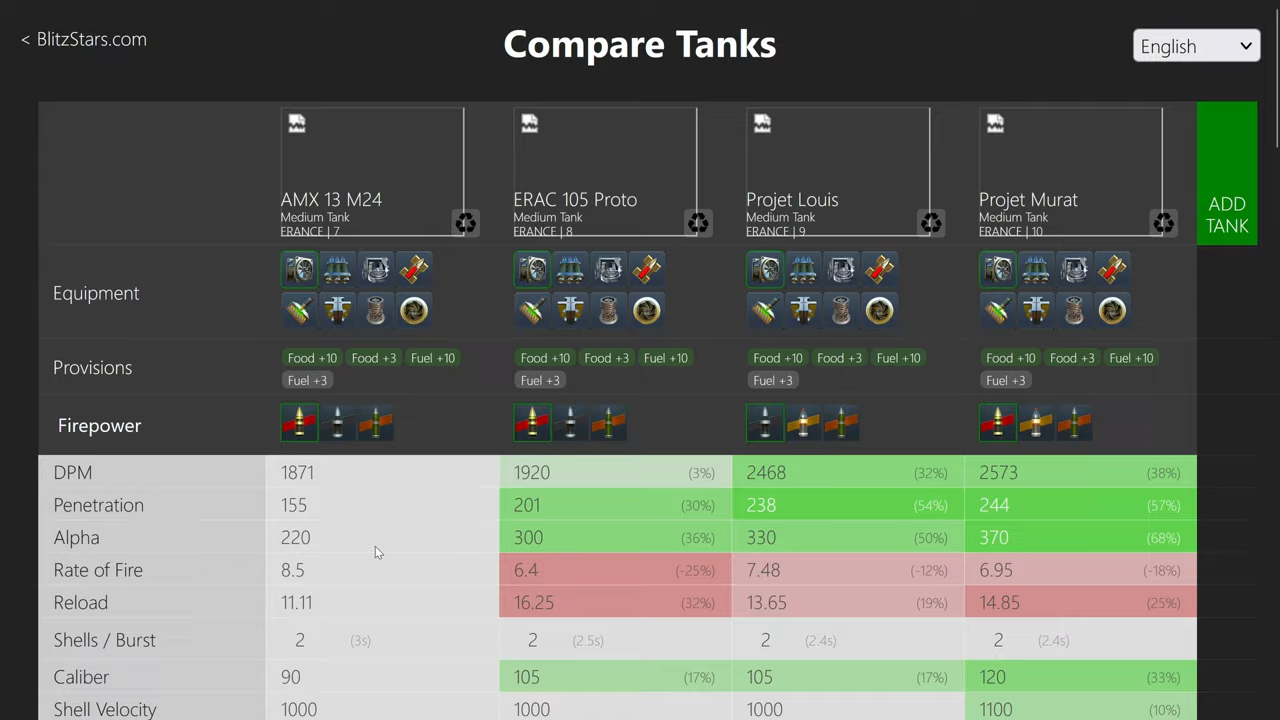 < BlitzStars.com
Compare Tanks
English
AMX 13 M24
Medium Tank
FRANCE | 7
ERAC 105 Proto
Medium Tank
FRANCE | 8
Projet Louis
Medium Tank
FRANCE | 9
Projet Murat
Medium Tank
FRANCE | 10
ADD
TANK
Equipment
Provisions
Food +10 Food +3 Fuel +10
Fuel +3
Food +10 Food +3 Fuel +10
Fuel +3
Food +10 Food +3 Fuel +10
Fuel +3
Food +10 Food +3 Fuel +10
Fuel +3
Firepower
DPM 1871 1920 (3%) 2468 (32%) 2573 (38%)
Penetration 155 201 (30%) 238 (54%) 244 (57%)
Alpha 220 300 (36%) 330 (50%) 370 (68%)
Rate of Fire 8.5 6.4 (-25%) 7.48 (-12%) 6.95 (-18%)
Reload 11.11 16.25 (32%) 13.65 (19%) 14.85 (25%)
Shells / Burst 2 (3s) 2 (2.5s) 2 (2.4s) 2 (2.4s)
Caliber 90 105 (17%) 105 (17%) 120 (33%)
Shell Velocity 1000 1000 1000 1100 (10%)